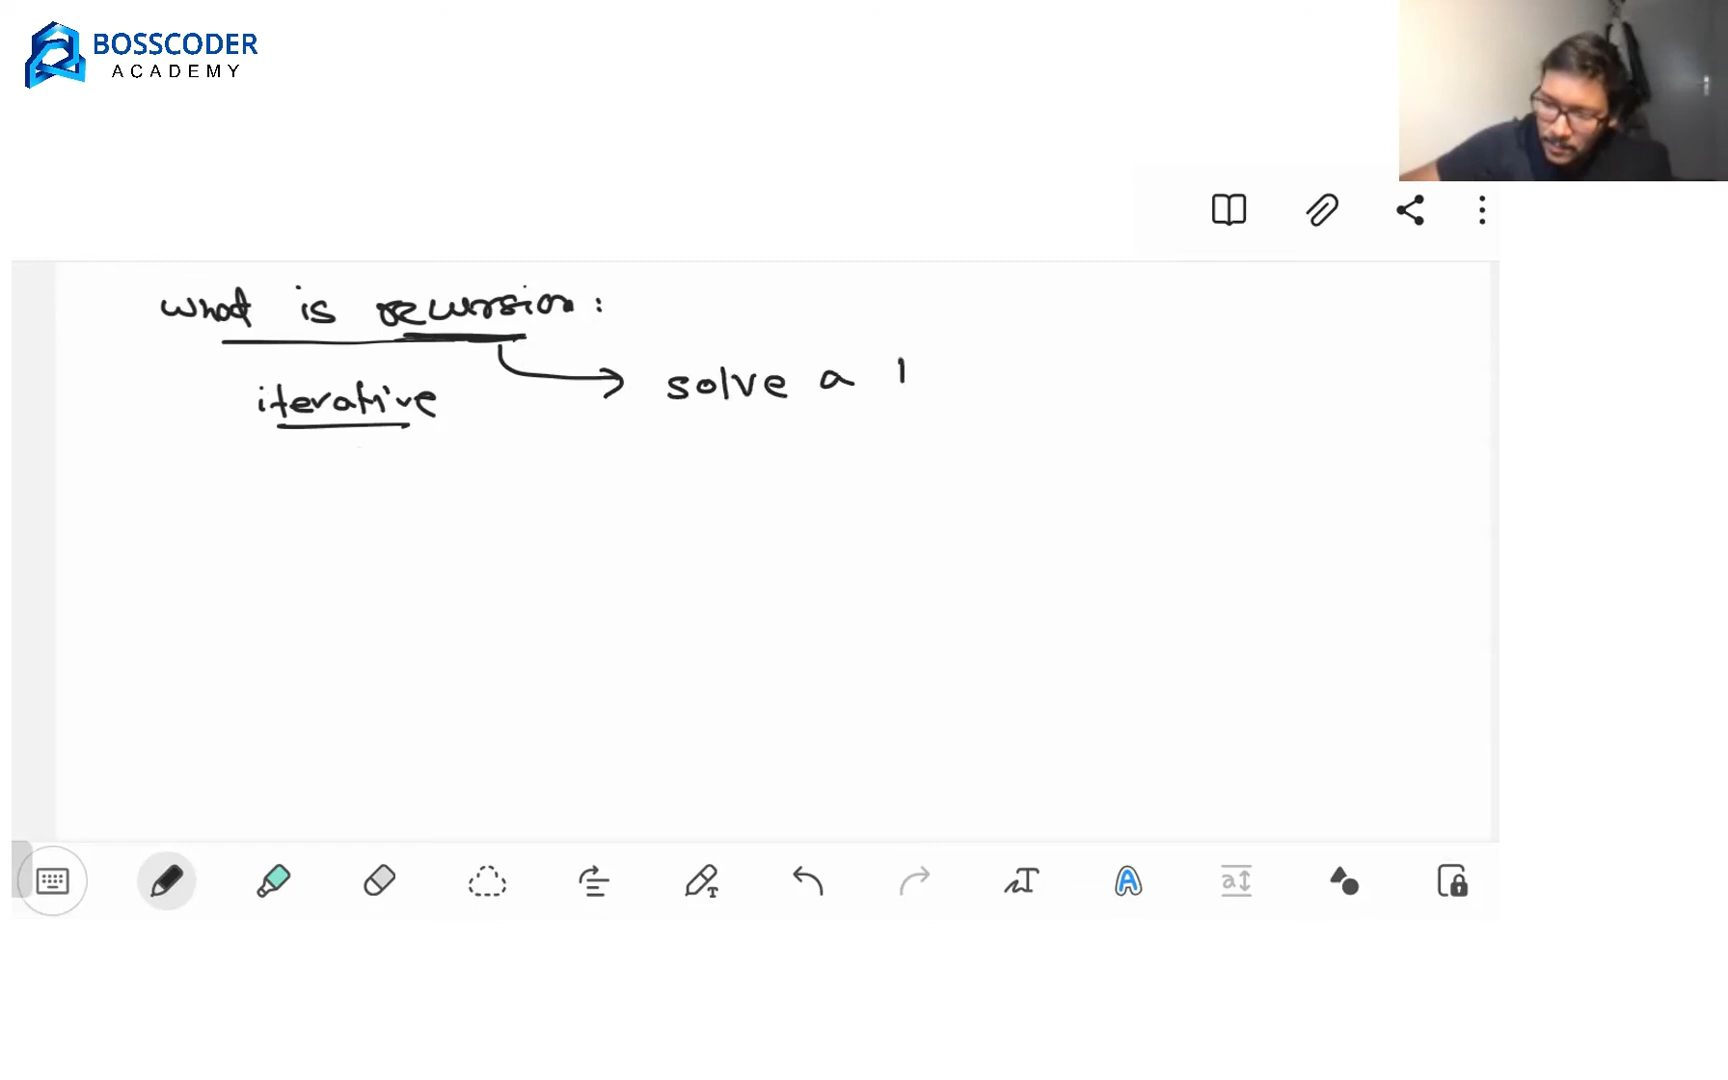 BOSSCODER
ACADEMY
what is recursion:
iterative
solve a